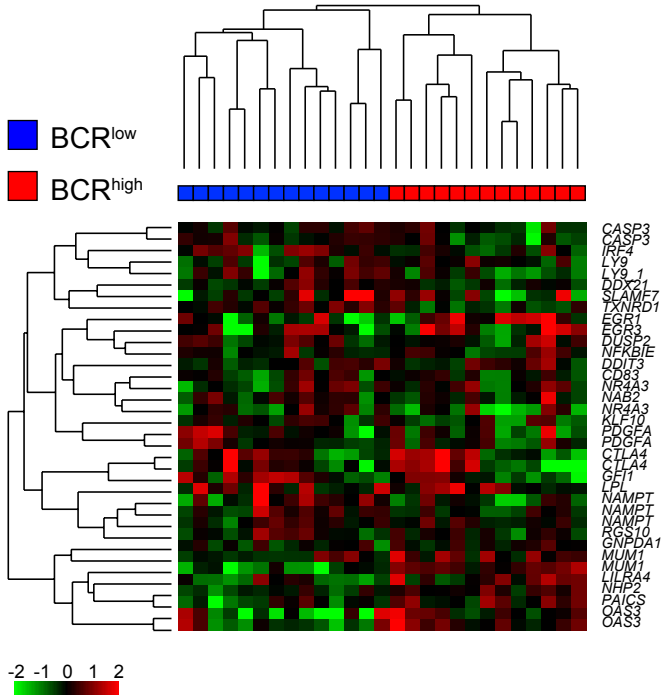 BCRlow
BCRhigh
CASP3
CASP3
IRF4
LY9
LY9_1
DDX21
SLAMF7
TXNRD1
EGR1
EGR3
DUSP2
NFKBIE
DDIT3
CD83
NR4A3
NAB2
NR4A3
KLF10
PDGFA
PDGFA
CTLA4
CTLA4
GFI1
LPL
NAMPT
NAMPT
NAMPT
RGS10
GNPDA1
MUM1
MUM1
LILRA4
NHP2
PAICS
OAS3
OAS3
-2 -1 0 1 2